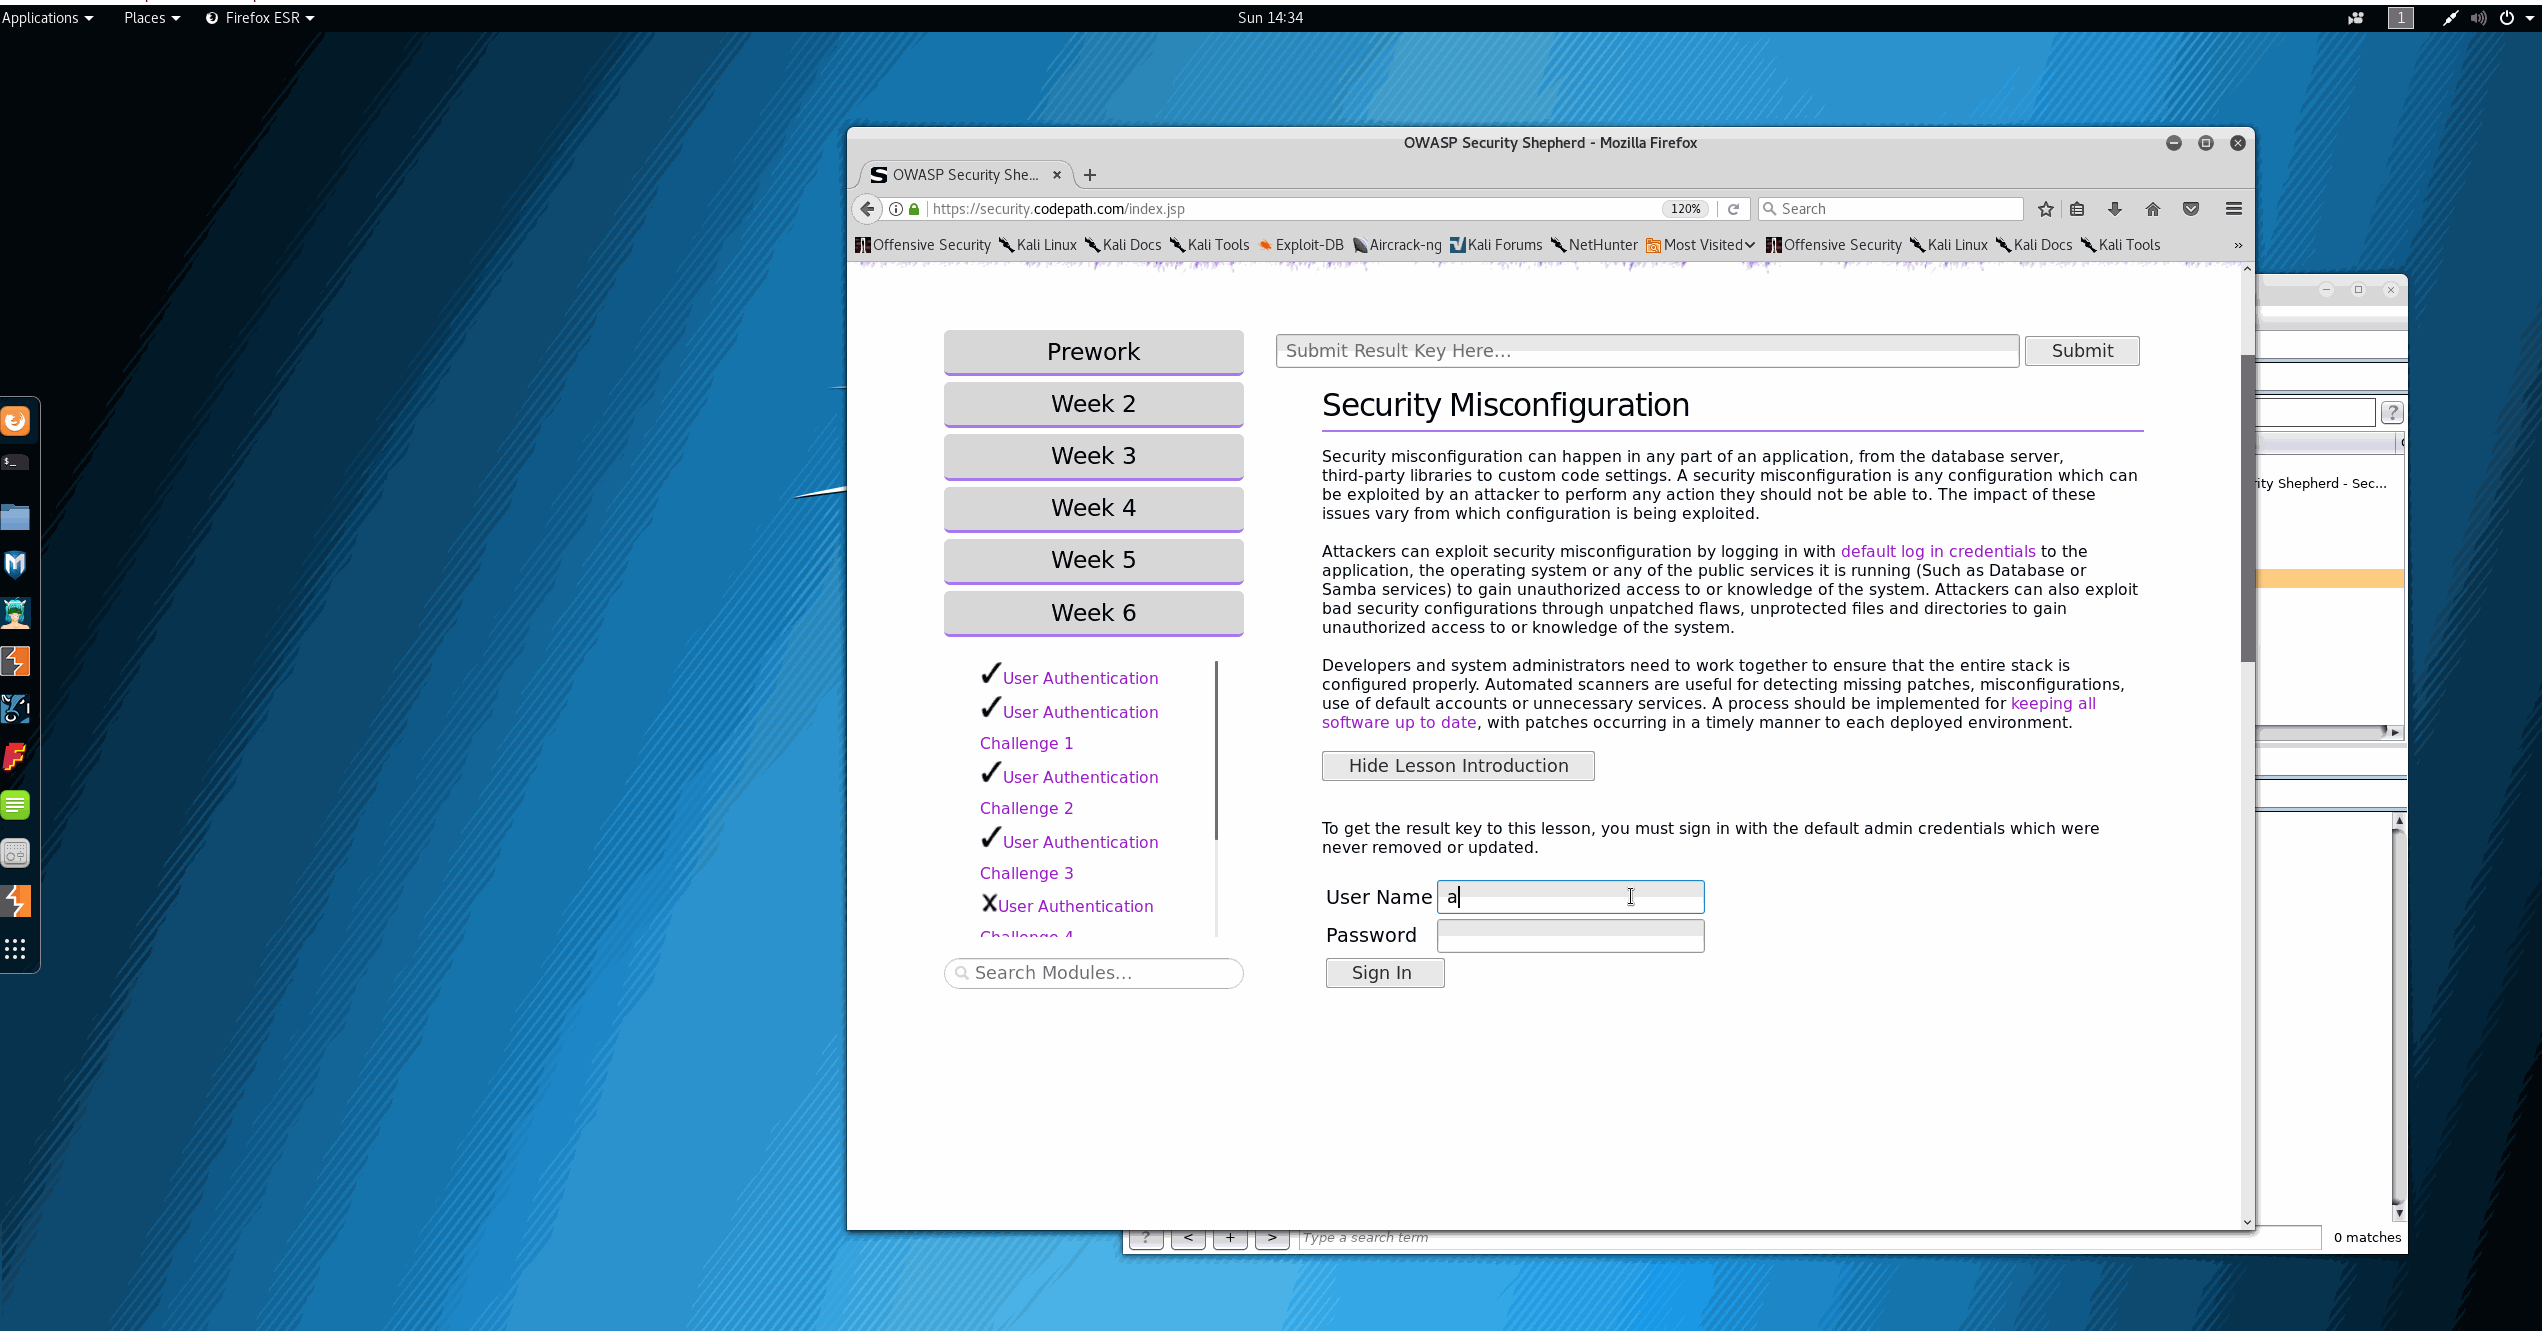 Applications
Places
Firefox ESR
Sun 14:34
1
OWASP Security Shepherd - Mozilla Firefox
OWASP Security She...
https://security.codepath.com/index.jsp
120%
Search
Offensive Security
Kali Linux
Kali Docs
Kali Tools
Exploit-DB
Aircrack-ng
Kali Forums
NetHunter
Most Visited
Offensive Security
Kali Linux
Kali Docs
Kali Tools
»
Prework
Week 2
Week 3
Week 4
Week 5
Week 6
✔User Authentication
✔User Authentication
Challenge 1
✔User Authentication
Challenge 2
✔User Authentication
Challenge 3
XUser Authentication
Challenge 4
Search Modules...
Submit Result Key Here...
Submit
Security Misconfiguration
Security misconfiguration can happen in any part of an application, from the database server,
third-party libraries to custom code settings. A security misconfiguration is any configuration which can
be exploited by an attacker to perform any action they should not be able to. The impact of these
issues vary from which configuration is being exploited.
Attackers can exploit security misconfiguration by logging in with default log in credentials to the
application, the operating system or any of the public services it is running (Such as Database or
Samba services) to gain unauthorized access to or knowledge of the system. Attackers can also exploit
bad security configurations through unpatched flaws, unprotected files and directories to gain
unauthorized access to or knowledge of the system.
Developers and system administrators need to work together to ensure that the entire stack is
configured properly. Automated scanners are useful for detecting missing patches, misconfigurations,
use of default accounts or unnecessary services. A process should be implemented for keeping all
software up to date, with patches occurring in a timely manner to each deployed environment.
Hide Lesson Introduction
To get the result key to this lesson, you must sign in with the default admin credentials which were
never removed or updated.
User Name a
Password
Sign In
?
rity Shepherd - Sec...
? < + >
Type a search term
0 matches